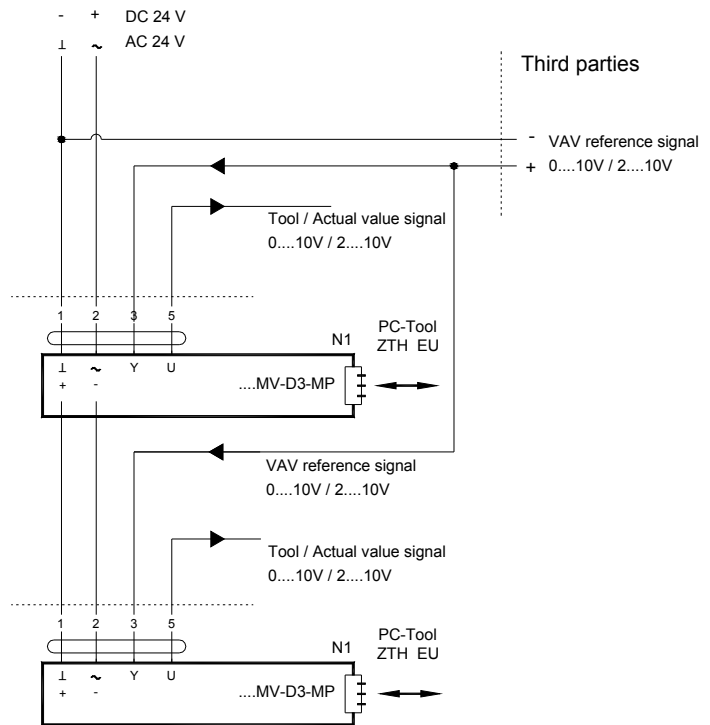 - + DC 24 V
⊥ ~ AC 24 V
Third parties
- VAV reference signal
+ 0....10V / 2....10V
Tool / Actual value signal
0....10V / 2....10V
1 2 3 5
N1
PC-Tool
ZTH EU
⊥ ~ Y U
+ -
....MV-D3-MP
VAV reference signal
0....10V / 2....10V
Tool / Actual value signal
0....10V / 2....10V
1 2 3 5
N1
PC-Tool
ZTH EU
⊥ ~ Y U
+ -
....MV-D3-MP